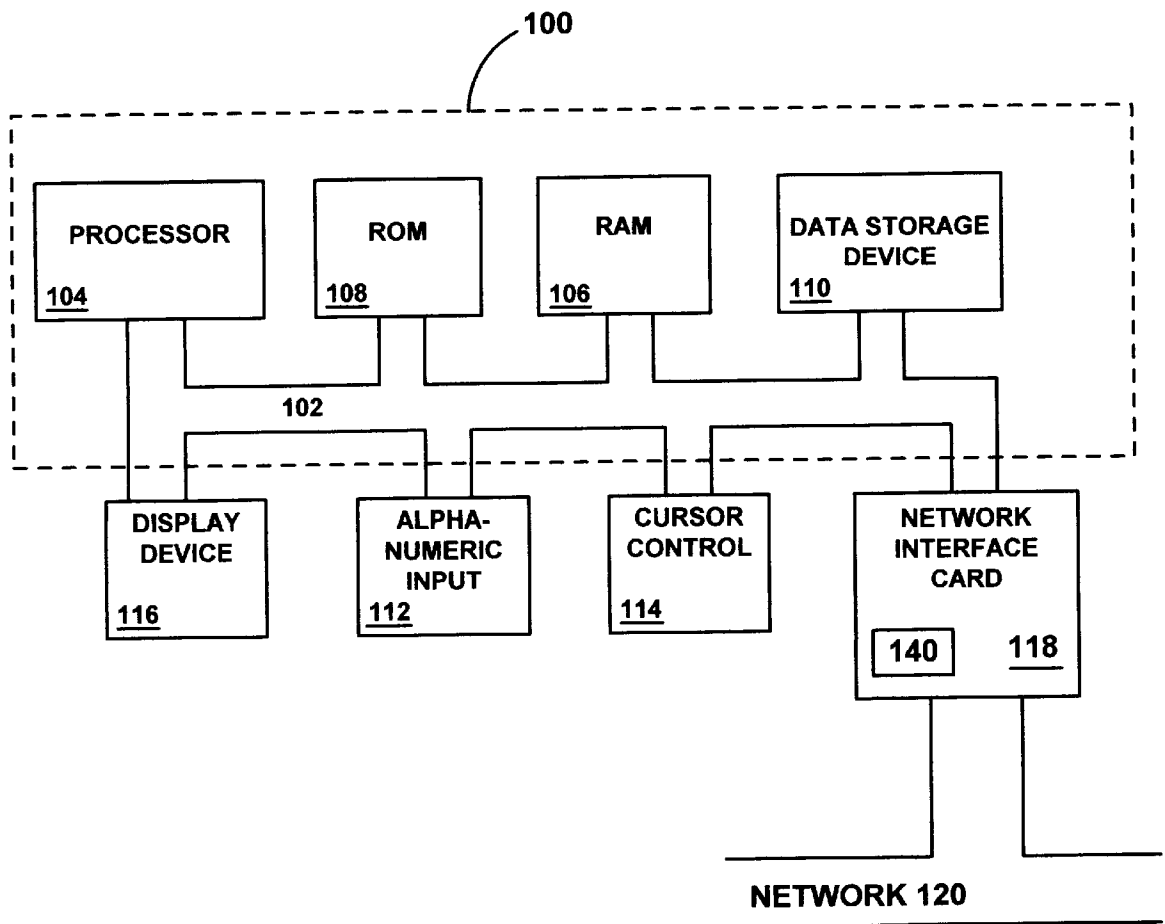 100
PROCESSOR
104
ROM
108
RAM
106
DATA STORAGE
DEVICE
110
102
DISPLAY
DEVICE
116
ALPHA-
NUMERIC
INPUT
112
CURSOR
CONTROL
114
NETWORK
INTERFACE
CARD
140
118
NETWORK 120